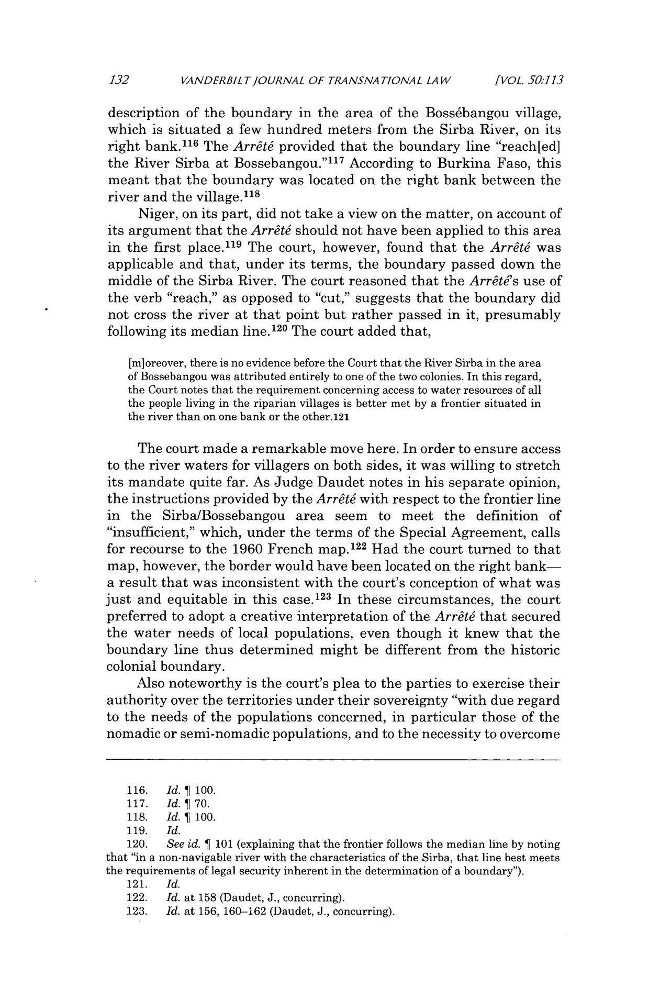 132 VANDERBILT JOURNAL OF TRANSNATIONAL LAW [VOL. 50:113
description of the boundary in the area of the Bossébangou village,
which is situated a few hundred meters from the Sirba River, on its
right bank.116 The Arrêté provided that the boundary line “reach[ed]
the River Sirba at Bossebangou.”117 According to Burkina Faso, this
meant that the boundary was located on the right bank between the
river and the village.118
Niger, on its part, did not take a view on the matter, on account of
its argument that the Arrêté should not have been applied to this area
in the first place.119 The court, however, found that the Arrêté was
applicable and that, under its terms, the boundary passed down the
middle of the Sirba River. The court reasoned that the Arrêté’s use of
the verb “reach,” as opposed to “cut,” suggests that the boundary did
not cross the river at that point but rather passed in it, presumably
following its median line.120 The court added that,
[m]oreover, there is no evidence before the Court that the River Sirba in the area
of Bossebangou was attributed entirely to one of the two colonies. In this regard,
the Court notes that the requirement concerning access to water resources of all
the people living in the riparian villages is better met by a frontier situated in
the river than on one bank or the other.121
The court made a remarkable move here. In order to ensure access
to the river waters for villagers on both sides, it was willing to stretch
its mandate quite far. As Judge Daudet notes in his separate opinion,
the instructions provided by the Arrêté with respect to the frontier line
in the Sirba/Bossebangou area seem to meet the definition of
“insufficient,” which, under the terms of the Special Agreement, calls
for recourse to the 1960 French map.122 Had the court turned to that
map, however, the border would have been located on the right bank—
a result that was inconsistent with the court’s conception of what was
just and equitable in this case.123 In these circumstances, the court
preferred to adopt a creative interpretation of the Arrêté that secured
the water needs of local populations, even though it knew that the
boundary line thus determined might be different from the historic
colonial boundary.
Also noteworthy is the court’s plea to the parties to exercise their
authority over the territories under their sovereignty “with due regard
to the needs of the populations concerned, in particular those of the
nomadic or semi-nomadic populations, and to the necessity to overcome
116. Id. ¶ 100.
117. Id. ¶ 70.
118. Id. ¶ 100.
119. Id.
120. See id. ¶ 101 (explaining that the frontier follows the median line by noting
that “in a non-navigable river with the characteristics of the Sirba, that line best meets
the requirements of legal security inherent in the determination of a boundary”).
121. Id.
122. Id. at 158 (Daudet, J., concurring).
123. Id. at 156, 160–162 (Daudet, J., concurring).